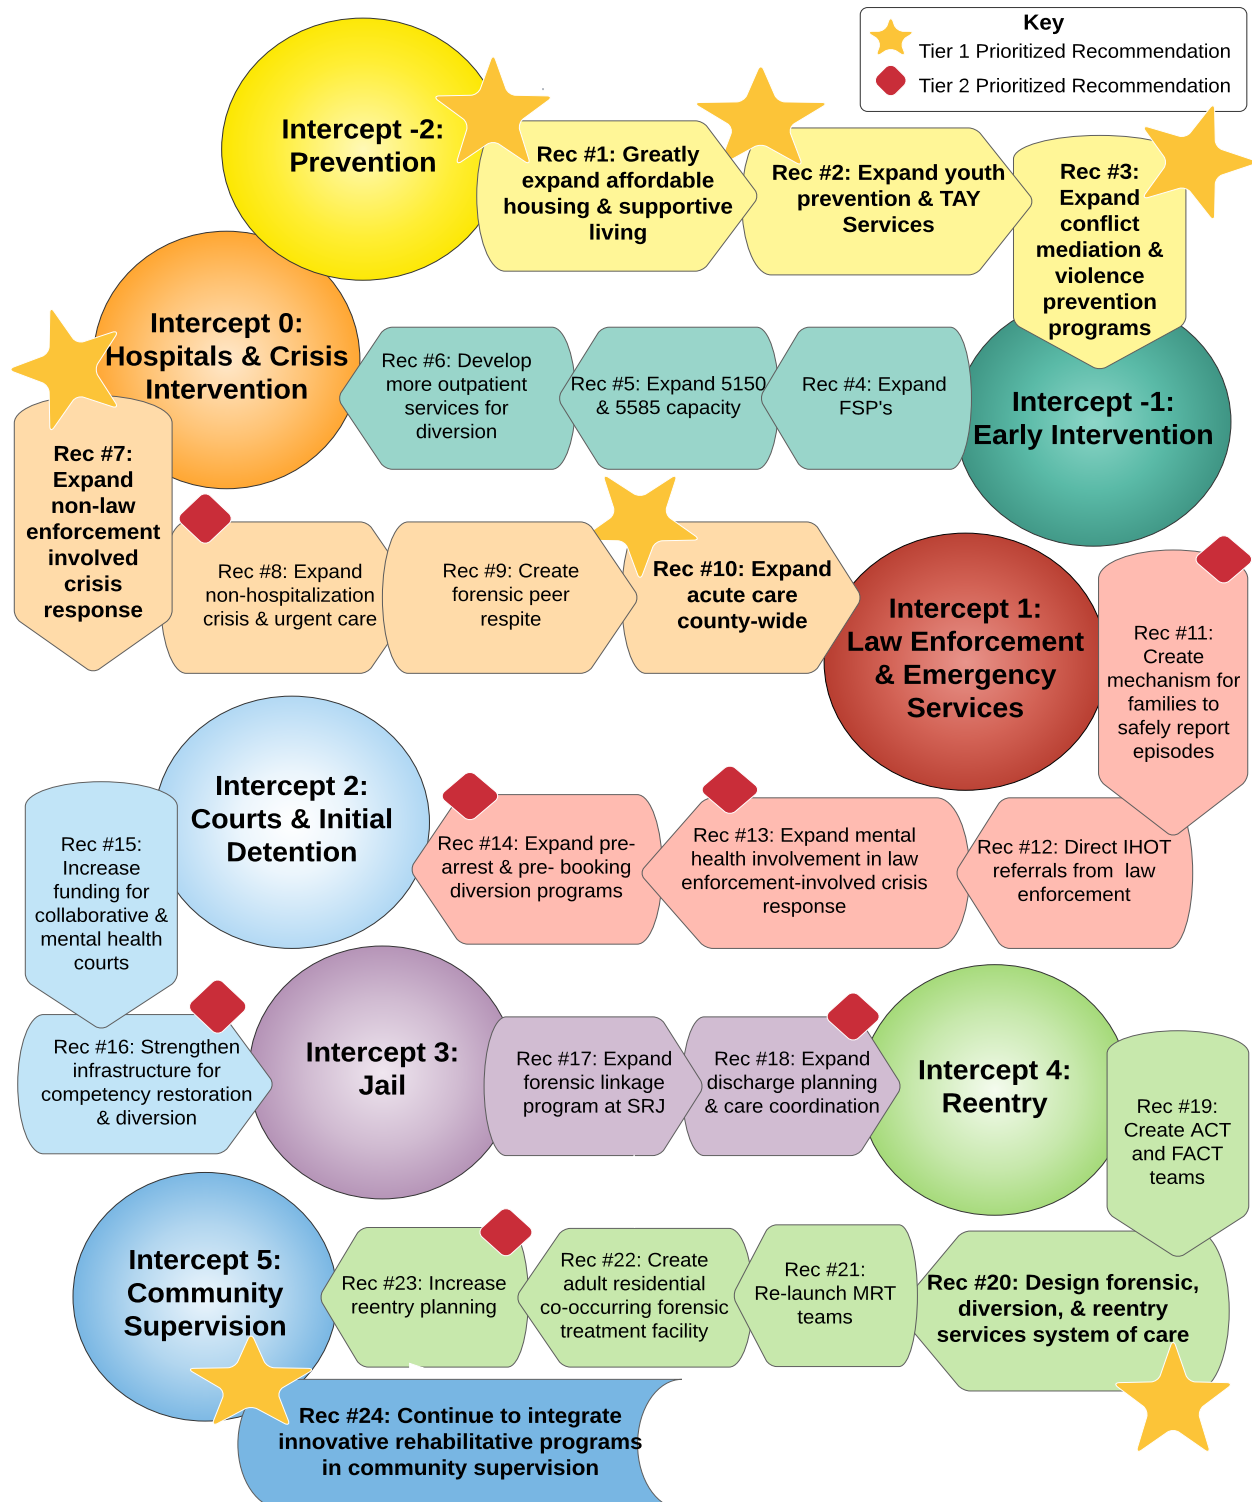 Key
Tier 1 Prioritized Recommendation
Tier 2 Prioritized Recommendation
Intercept -2:
Prevention
Rec #1: Greatly
expand affordable
housing & supportive
living
Rec #2: Expand youth
prevention & TAY
Services
Rec #3:
Expand
conflict
mediation &
violence
prevention
programs
Intercept -1:
Early Intervention
Rec #4: Expand
FSP's
Rec #5: Expand 5150
& 5585 capacity
Rec #6: Develop
more outpatient
services for
diversion
Intercept 0:
Hospitals & Crisis
Intervention
Rec #7:
Expand
non-law
enforcement
involved
crisis
response
Rec #8: Expand
non-hospitalization
crisis & urgent care
Rec #9: Create
forensic peer
respite
Rec #10: Expand
acute care
county-wide
Intercept 1:
Law Enforcement
& Emergency
Services
Rec #11:
Create
mechanism for
families to
safely report
episodes
Rec #12: Direct IHOT
referrals from  law
enforcement
Rec #13: Expand mental
health involvement in law
enforcement-involved crisis
response
Rec #14: Expand pre-
arrest & pre- booking
diversion programs
Intercept 2:
Courts & Initial
Detention
Rec #15:
Increase
funding for
collaborative &
mental health
courts
Rec #16: Strengthen
infrastructure for
competency restoration
& diversion
Intercept 3:
Jail
Rec #17: Expand
forensic linkage
program at SRJ
Rec #18: Expand
discharge planning
& care coordination
Intercept 4:
Reentry
Rec #19:
Create ACT
and FACT
teams
Rec #20: Design forensic,
diversion, & reentry
services system of care
Rec #21:
Re-launch MRT
teams
Rec #22: Create
adult residential
co-occurring forensic
treatment facility
Rec #23: Increase
reentry planning
Intercept 5:
Community
Supervision
Rec #24: Continue to integrate
innovative rehabilitative programs
in community supervision